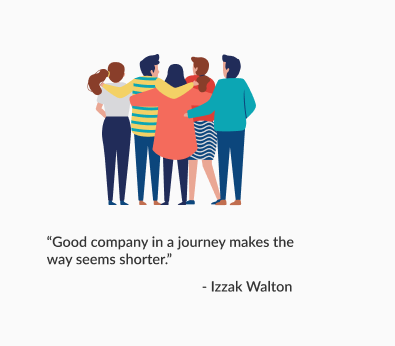 “Good company in a journey makes the
way seems shorter.”
- Izzak Walton